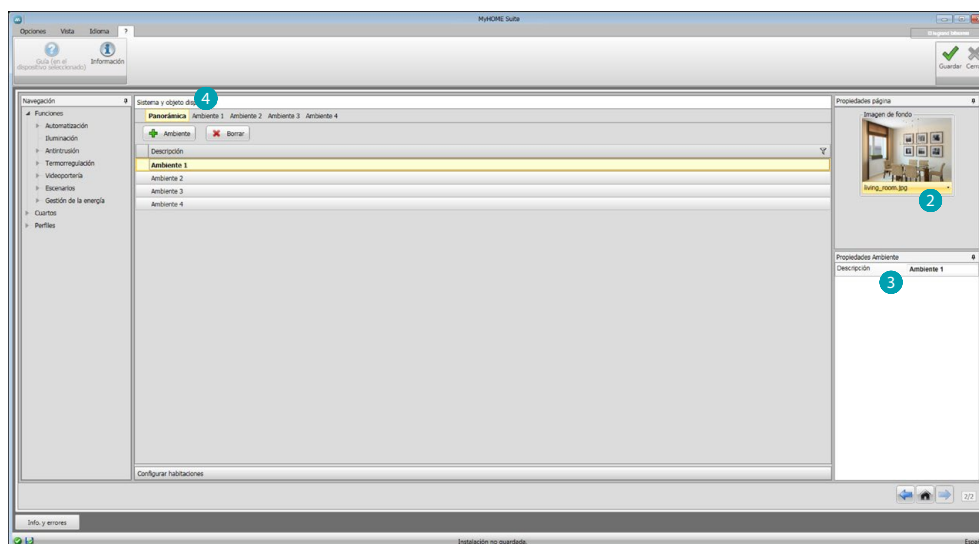 MyHOME Suite
Opciones Vista Idioma ?
Guía (en el
dispositivo seleccionado)
Información
Guardar
Navegación
Funciones
Automatización
Iluminación
Antintrusión
Termorregulación
Videoportería
Escenarios
Gestión de la energía
Cuartos
Perfiles
Sistema y objeto
4
Panorámica Ambiente 1 Ambiente 2 Ambiente 3 Ambiente 4
Ambiente Borrar
Descripción
Ambiente 1
Ambiente 2
Ambiente 3
Ambiente 4
Configurar habitaciones
Propiedades página
Imagen de fondo
living_room.jpg
2
Propiedades Ambiente
Descripción Ambiente 1
3
2/2
Info. y errores
Instalación no guardada.